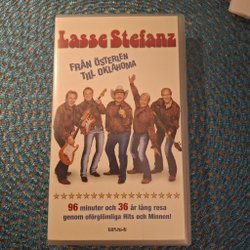 Lasse Stefanz
FRÅN ÖSTERLEN
TILL OKLAHOMA
96 minuter och 36 år lång resa
genom oförglömliga Hits och Minnen!